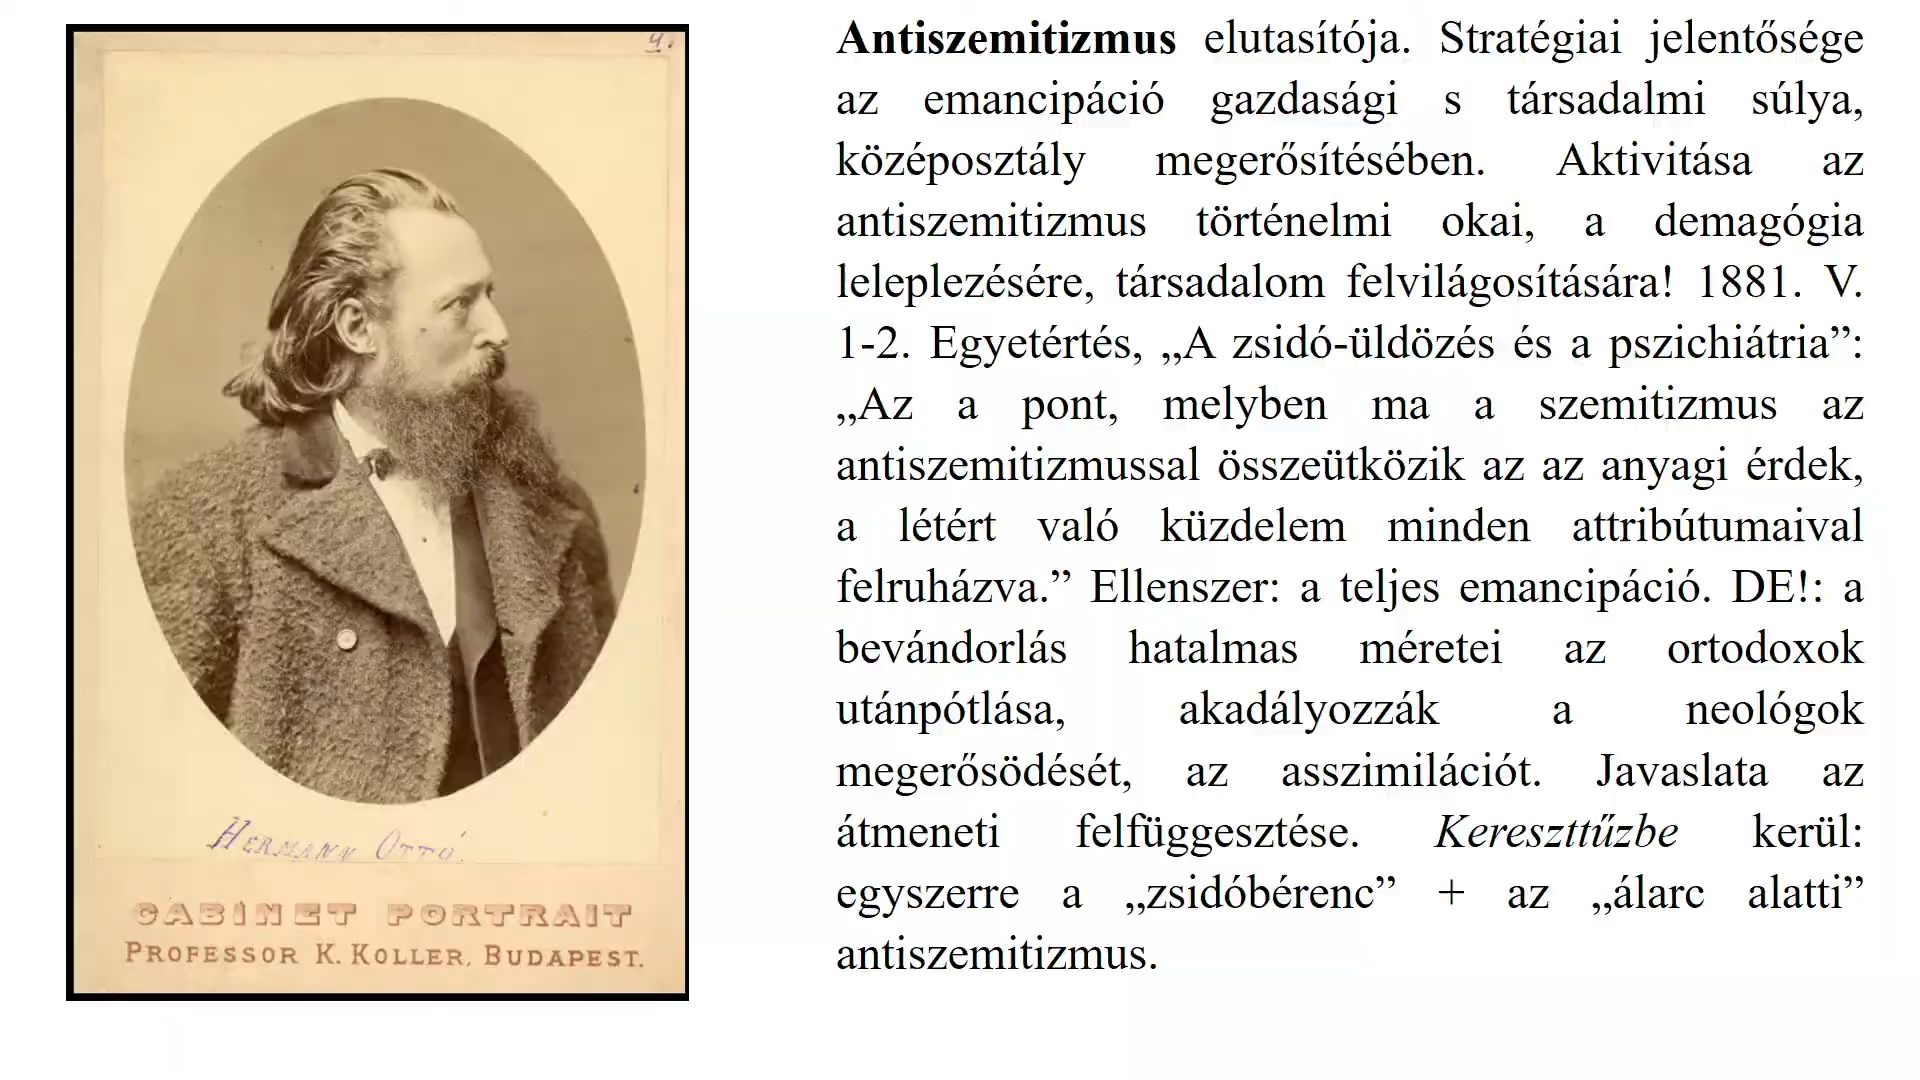 4.
Hermann Ottó.
CABINET PORTRAIT
PROFESSOR K. KOLLER, BUDAPEST.
Antiszemitizmus elutasítója. Stratégiai jelentősége
az emancipáció gazdasági s társadalmi súlya,
középosztály megerősítésében. Aktivitása az
antiszemitizmus történelmi okai, a demagógia
leleplezésére, társadalom felvilágosítására! 1881. V.
1-2. Egyetértés, „A zsidó-üldözés és a pszichiátria”:
„Az a pont, melyben ma a szemitizmus az
antiszemitizmussal összeütközik az az anyagi érdek,
a létért való küzdelem minden attribútumaival
felruházva.” Ellenszer: a teljes emancipáció. DE!: a
bevándorlás hatalmas méretei az ortodoxok
utánpótlása, akadályozzák a neológok
megerősödését, az asszimilációt. Javaslata az
átmeneti felfüggesztése. Kereszttűzbe kerül:
egyszerre a „zsidóbérenc” + az „álarc alatti”
antiszemitizmus.